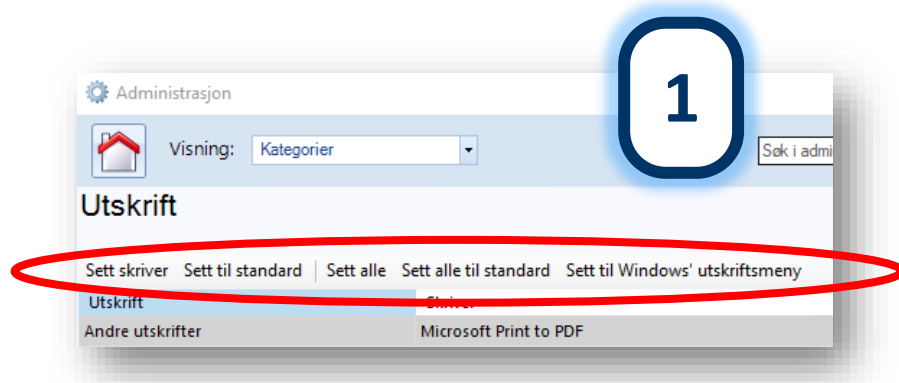 1
Administrasjon
Visning: Kategorier Søk i admi
Utskrift
Sett skriver Sett til standard Sett alle Sett alle til standard Sett til Windows' utskriftsmeny
Utskrift Skriver
Andre utskrifter Microsoft Print to PDF